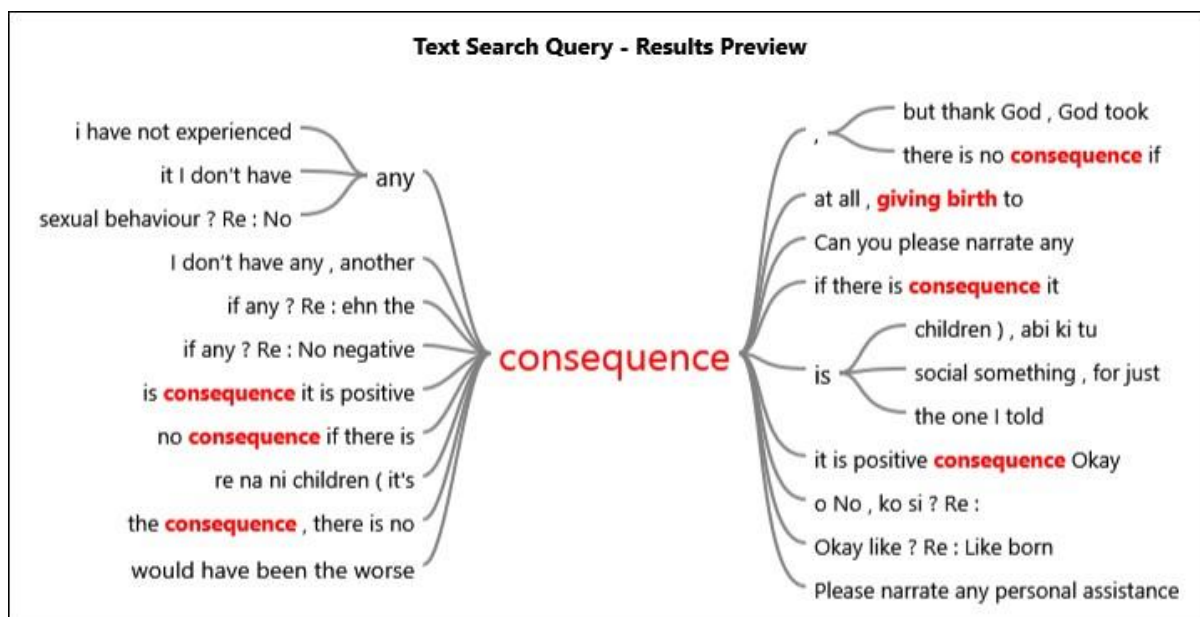 Text Search Query - Results Preview
i have not experienced
it I don't have
sexual behaviour ? Re : No
any
I don't have any , another
if any ? Re : ehn the
if any ? Re : No negative
is consequence it is positive
no consequence if there is
re na ni children ( it's
the consequence , there is no
would have been the worse
consequence
,
but thank God , God took
there is no consequence if
at all , giving birth to
Can you please narrate any
if there is consequence it
is
children ) , abi ki tu
social something , for just
the one I told
it is positive consequence Okay
o No , ko si ? Re :
Okay like ? Re : Like born
Please narrate any personal assistance